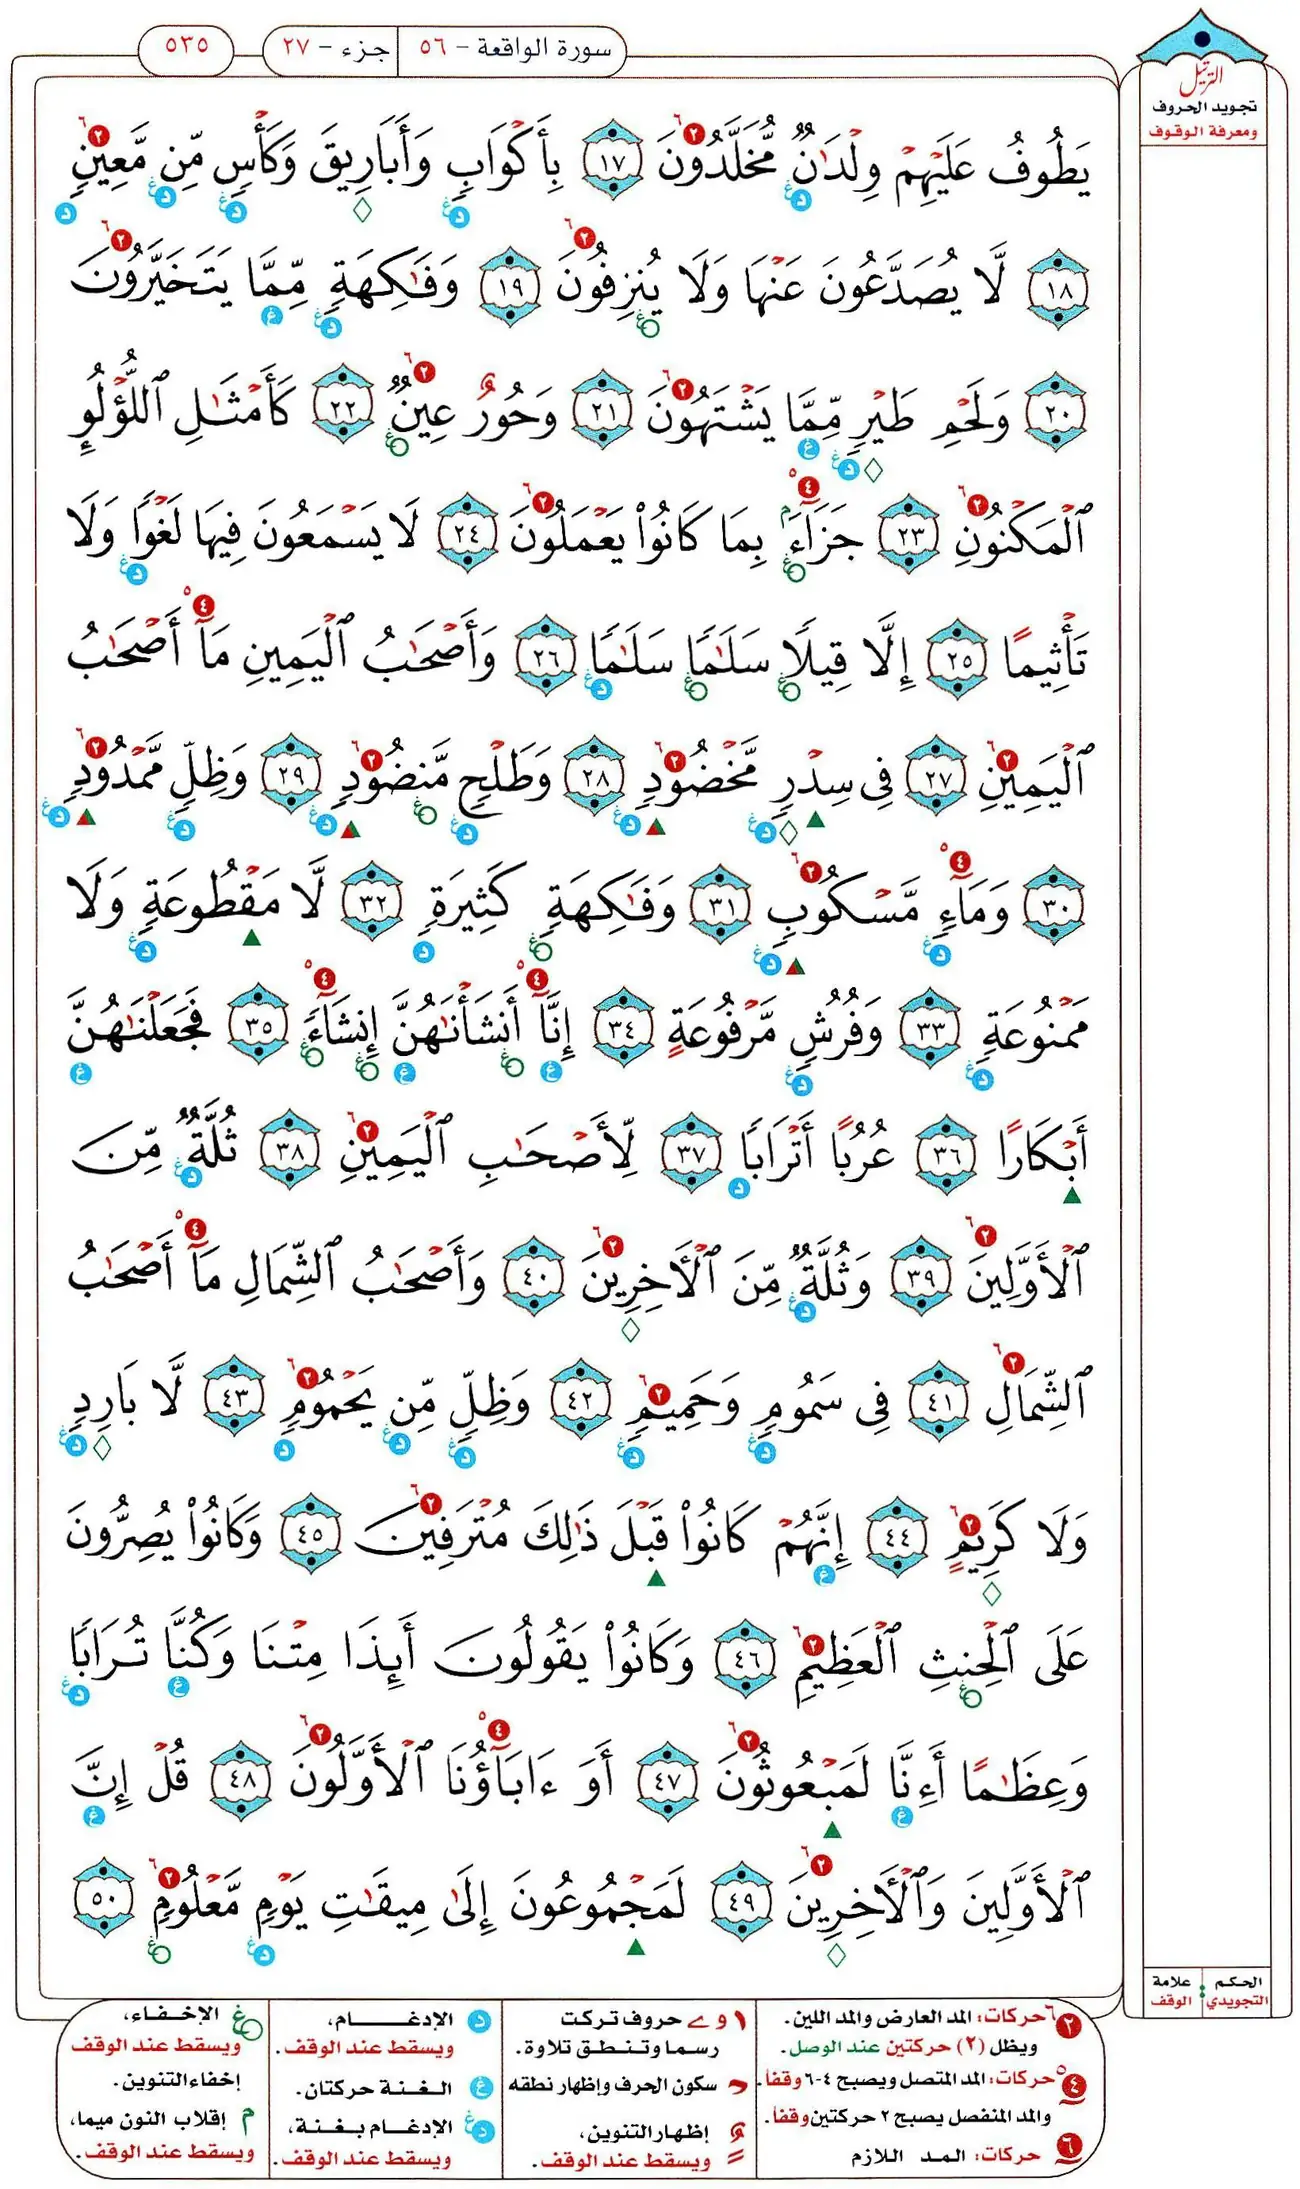 سورة الواقعة - ٥٦ جزء - ٢٧ ٥٣٥
الترتيل
تجويد الحروف
ومعرفة الوقوف
يَطُوفُ عَلَيْهِمْ وِلْدَٰنٌ مُّخَلَّدُونَ ١٧ بِأَكْوَابٍ وَأَبَارِيقَ وَكَأْسٍ مِّن مَّعِينٍ
١٨ لَّا يُصَدَّعُونَ عَنْهَا وَلَا يُنزِفُونَ ١٩ وَفَٰكِهَةٍ مِّمَّا يَتَخَيَّرُونَ
٢٠ وَلَحْمِ طَيْرٍ مِّمَّا يَشْتَهُونَ ٢١ وَحُورٌ عِينٌ ٢٢ كَأَمْثَٰلِ ٱللُّؤْلُؤِ
ٱلْمَكْنُونِ ٢٣ جَزَآءًۢ بِمَا كَانُوا۟ يَعْمَلُونَ ٢٤ لَا يَسْمَعُونَ فِيهَا لَغْوًا وَلَا
تَأْثِيمًا ٢٥ إِلَّا قِيلًا سَلَٰمًا سَلَٰمًا ٢٦ وَأَصْحَٰبُ ٱلْيَمِينِ مَآ أَصْحَٰبُ
ٱلْيَمِينِ ٢٧ فِى سِدْرٍ مَّخْضُودٍ ٢٨ وَطَلْحٍ مَّنضُودٍ ٢٩ وَظِلٍّ مَّمْدُودٍ
٣٠ وَمَآءٍ مَّسْكُوبٍ ٣١ وَفَٰكِهَةٍ كَثِيرَةٍ ٣٢ لَّا مَقْطُوعَةٍ وَلَا
مَمْنُوعَةٍ ٣٣ وَفُرُشٍ مَّرْفُوعَةٍ ٣٤ إِنَّآ أَنشَأْنَٰهُنَّ إِنشَآءً ٣٥ فَجَعَلْنَٰهُنَّ
أَبْكَارًا ٣٦ عُرُبًا أَتْرَابًا ٣٧ لِّأَصْحَٰبِ ٱلْيَمِينِ ٣٨ ثُلَّةٌ مِّنَ
ٱلْأَوَّلِينَ ٣٩ وَثُلَّةٌ مِّنَ ٱلْأَخِرِينَ ٤٠ وَأَصْحَٰبُ ٱلشِّمَالِ مَآ أَصْحَٰبُ
ٱلشِّمَالِ ٤١ فِى سَمُومٍ وَحَمِيمٍ ٤٢ وَظِلٍّ مِّن يَحْمُومٍ ٤٣ لَّا بَارِدٍ
وَلَا كَرِيمٍ ٤٤ إِنَّهُمْ كَانُوا۟ قَبْلَ ذَٰلِكَ مُتْرَفِينَ ٤٥ وَكَانُوا۟ يُصِرُّونَ
عَلَى ٱلْحِنثِ ٱلْعَظِيمِ ٤٦ وَكَانُوا۟ يَقُولُونَ أَئِذَا مِتْنَا وَكُنَّا تُرَابًا
وَعِظَٰمًا أَءِنَّا لَمَبْعُوثُونَ ٤٧ أَوَ ءَابَآؤُنَا ٱلْأَوَّلُونَ ٤٨ قُلْ إِنَّ
ٱلْأَوَّلِينَ وَٱلْأَخِرِينَ ٤٩ لَمَجْمُوعُونَ إِلَىٰ مِيقَٰتِ يَوْمٍ مَّعْلُومٍ ٥٠
الحكم التجويدي : علامة الوقف
٢ ٦ حركات: المد العارض والمد اللين.
ويظل (٢) حركتين عند الوصل.
٤ ٥ حركات: المد المتصل ويصبح ٤-٦ وقفاً.
والمد المنفصل يصبح ٢ حركتين وقفاً.
٦ حركات: المد اللازم
ا و ے حروف تركت
رسما وتنطق تلاوة.
سكون الحرف وإظهار نطقه
إظهار التنوين،
ويسقط عند الوقف.
د الإدغام،
ويسقط عند الوقف.
غ الغنة حركتان.
دغ الإدغام بغنة،
ويسقط عند الوقف.
غ الإخفاء،
ويسقط عند الوقف
إخفاء التنوين.
م إقلاب النون ميما،
ويسقط عند الوقف.